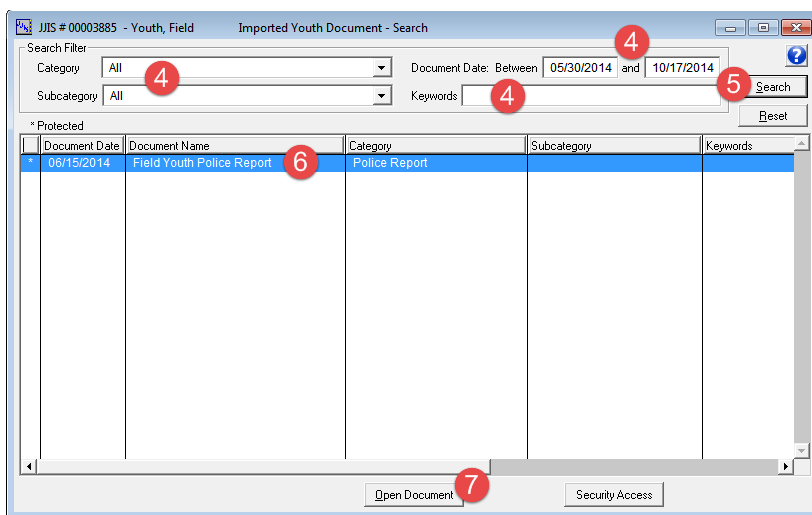 JJIS # 00003885 - Youth, Field Imported Youth Document - Search
Search Filter
4
Category All Document Date: Between 05/30/2014 and 10/17/2014
4
5 Search
Subcategory All Keywords 4
Reset
* Protected
Document Date Document Name Category Subcategory Keywords
* 06/15/2014 Field Youth Police Report 6 Police Report
Open Document 7 Security Access